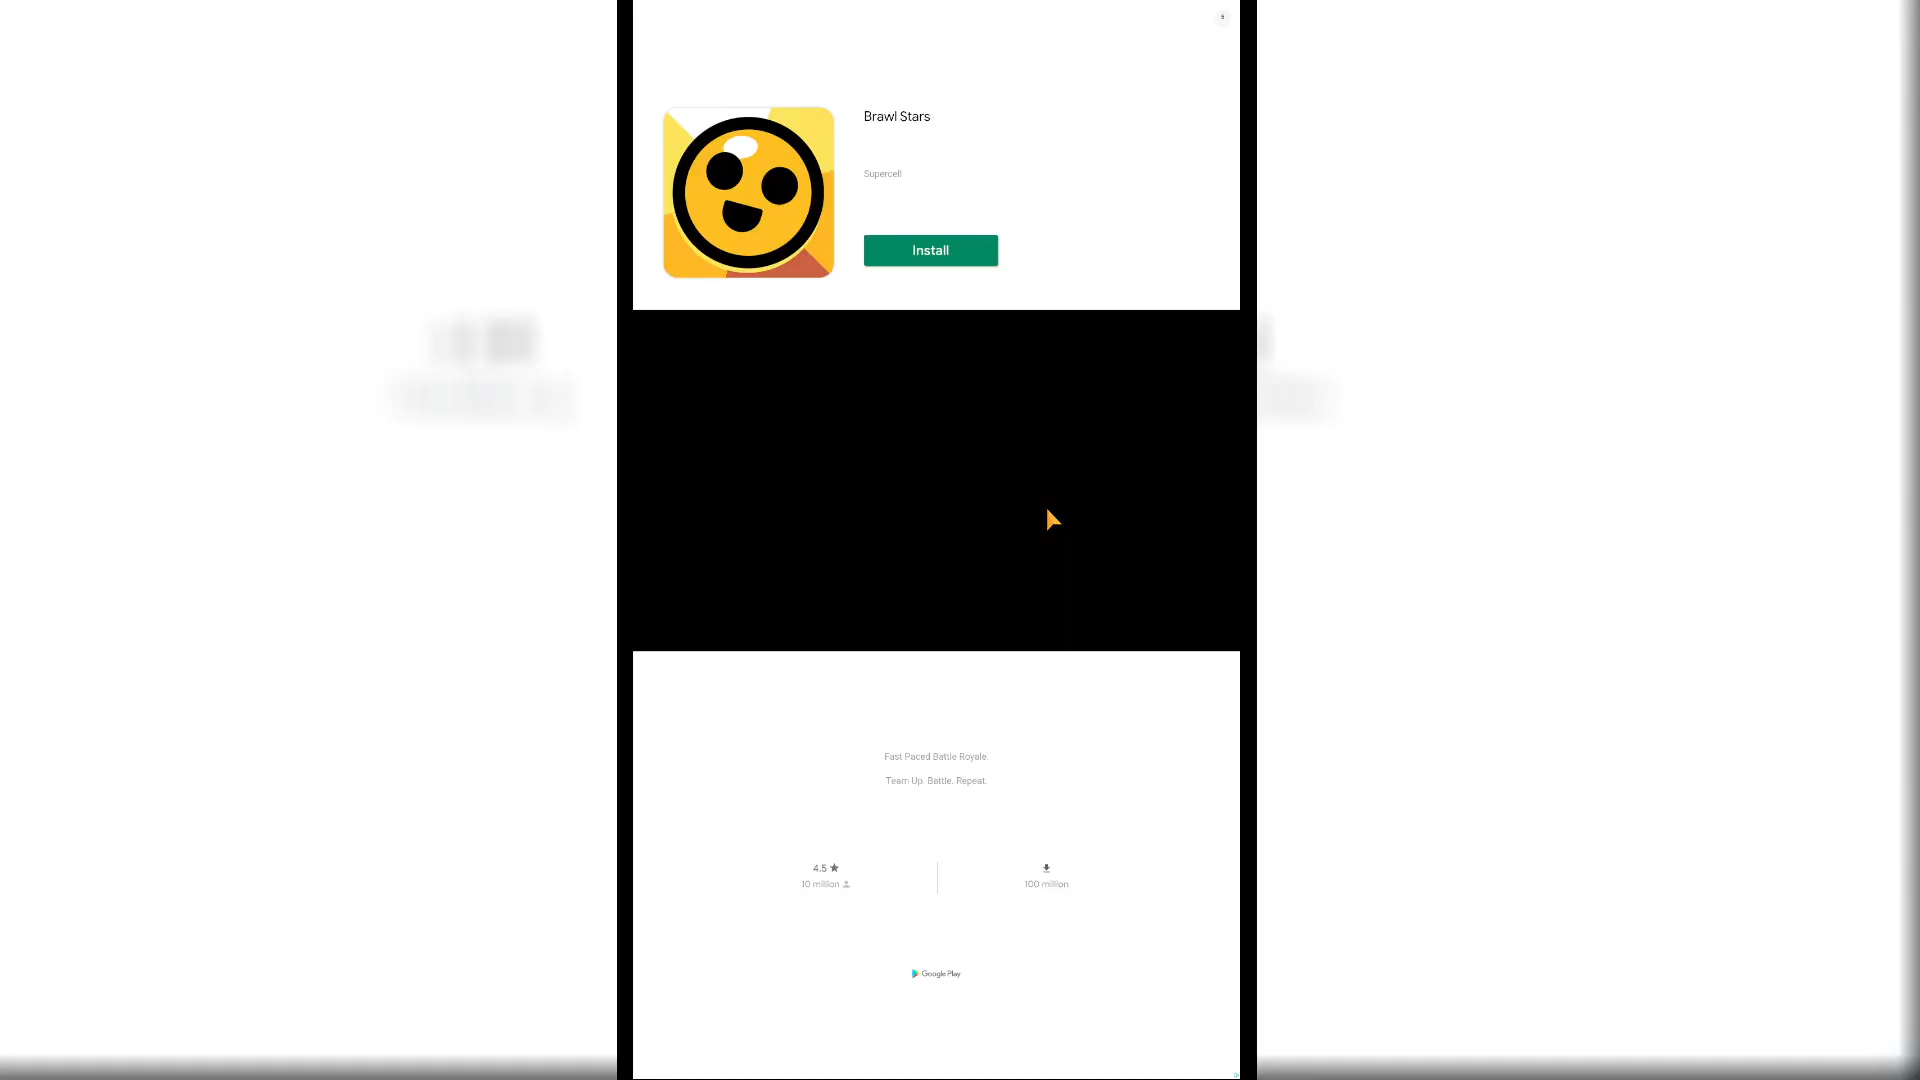 Brawl Stars
Supercell
Install
Fast Paced Battle Royale.
Team Up. Battle. Repeat.
4.5 ★
10 million
100 million
Google Play